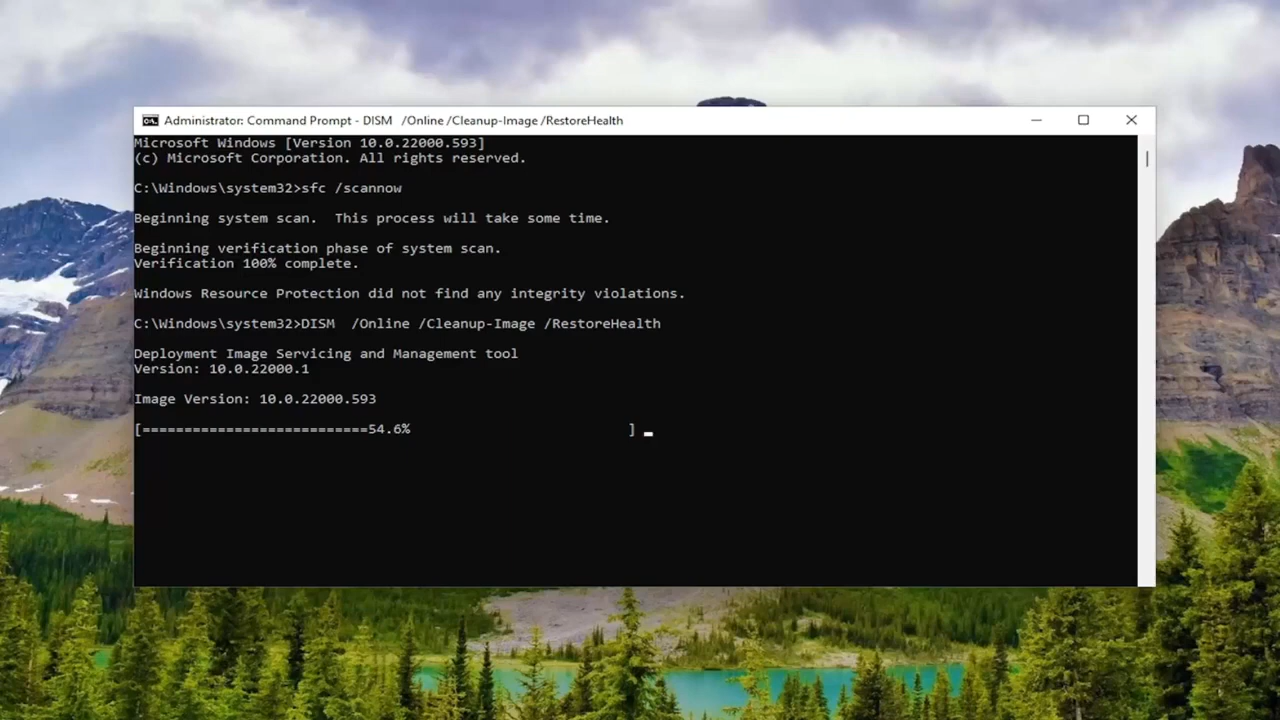 Administrator: Command Prompt - DISM  /Online /Cleanup-Image /RestoreHealth
Microsoft Windows [Version 10.0.22000.593]
(c) Microsoft Corporation. All rights reserved.
C:\Windows\system32>sfc /scannow
Beginning system scan.  This process will take some time.
Beginning verification phase of system scan.
Verification 100% complete.
Windows Resource Protection did not find any integrity violations.
C:\Windows\system32>DISM  /Online /Cleanup-Image /RestoreHealth
Deployment Image Servicing and Management tool
Version: 10.0.22000.1
Image Version: 10.0.22000.593
[===========================54.6%                          ]